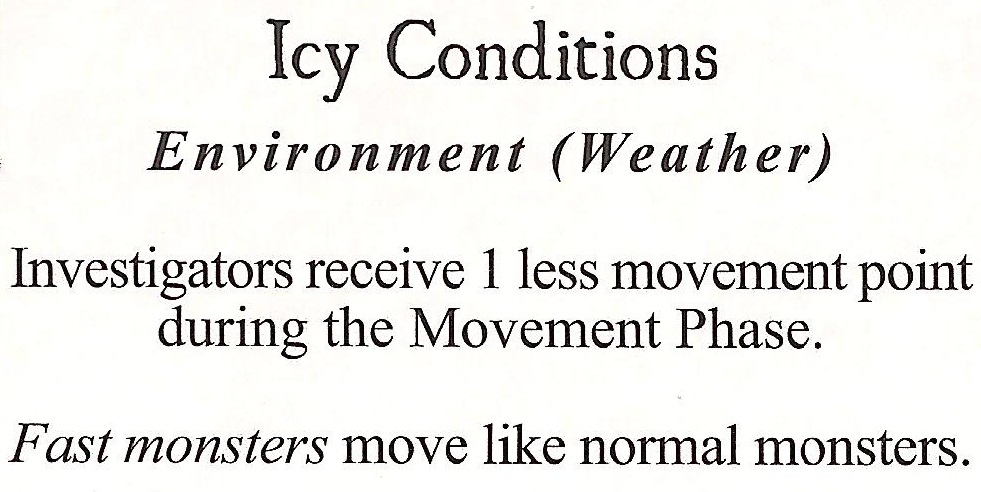 Icy Conditions
Environment (Weather)
Investigators receive 1 less movement point
during the Movement Phase.
Fast monsters move like normal monsters.